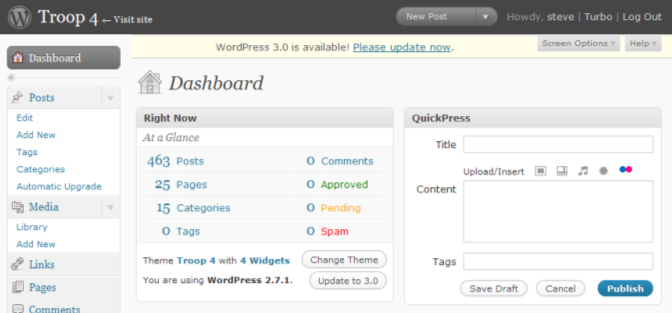 Troop 4 ← Visit site
New Post
Howdy, steve | Turbo | Log Out
WordPress 3.0 is available! Please update now.
Screen Options
Help
Dashboard
Posts
Edit
Add New
Tags
Categories
Automatic Upgrade
Media
Library
Add New
Links
Pages
Comments
Dashboard
Right Now
At a Glance
463 Posts 0 Comments
25 Pages 0 Approved
15 Categories 0 Pending
0 Tags 0 Spam
Theme Troop 4 with 4 Widgets Change Theme
You are using WordPress 2.7.1. Update to 3.0
QuickPress
Title
Upload/Insert
Content
Tags
Save Draft Cancel Publish